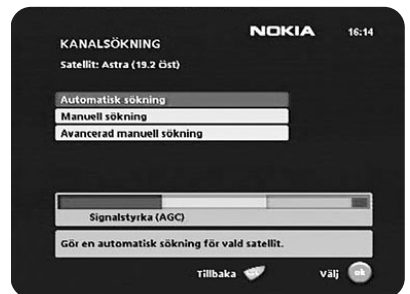 NOKIA 16:14
KANALSÖKNING
Satellit: Astra (19.2 öst)
Automatisk sökning
Manuell sökning
Avancerad manuell sökning
Signalstyrka (AGC)
Gör en automatisk sökning för vald satellit.
Tillbaka Välj ok